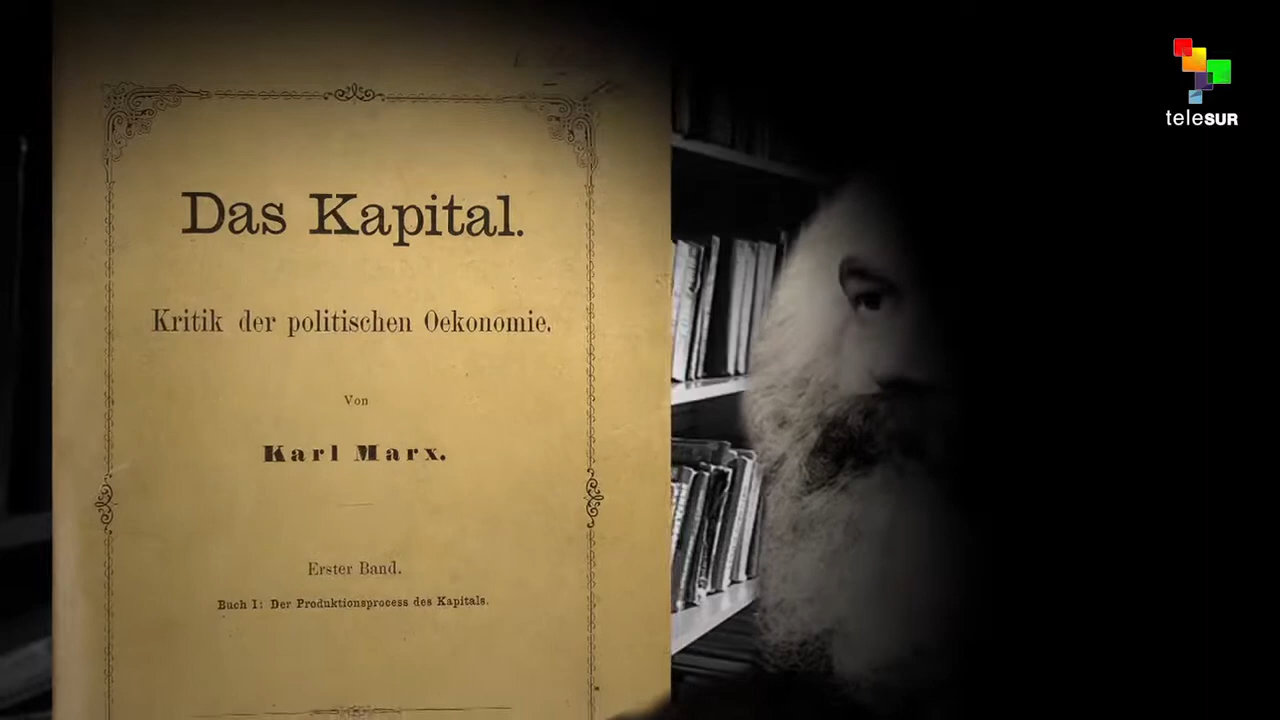 Das Kapital.
Kritik der politischen Oekonomie.
Von
Karl Marx.
Erster Band.
Buch I: Der Produktionsprocess des Kapitals.
teleSUR